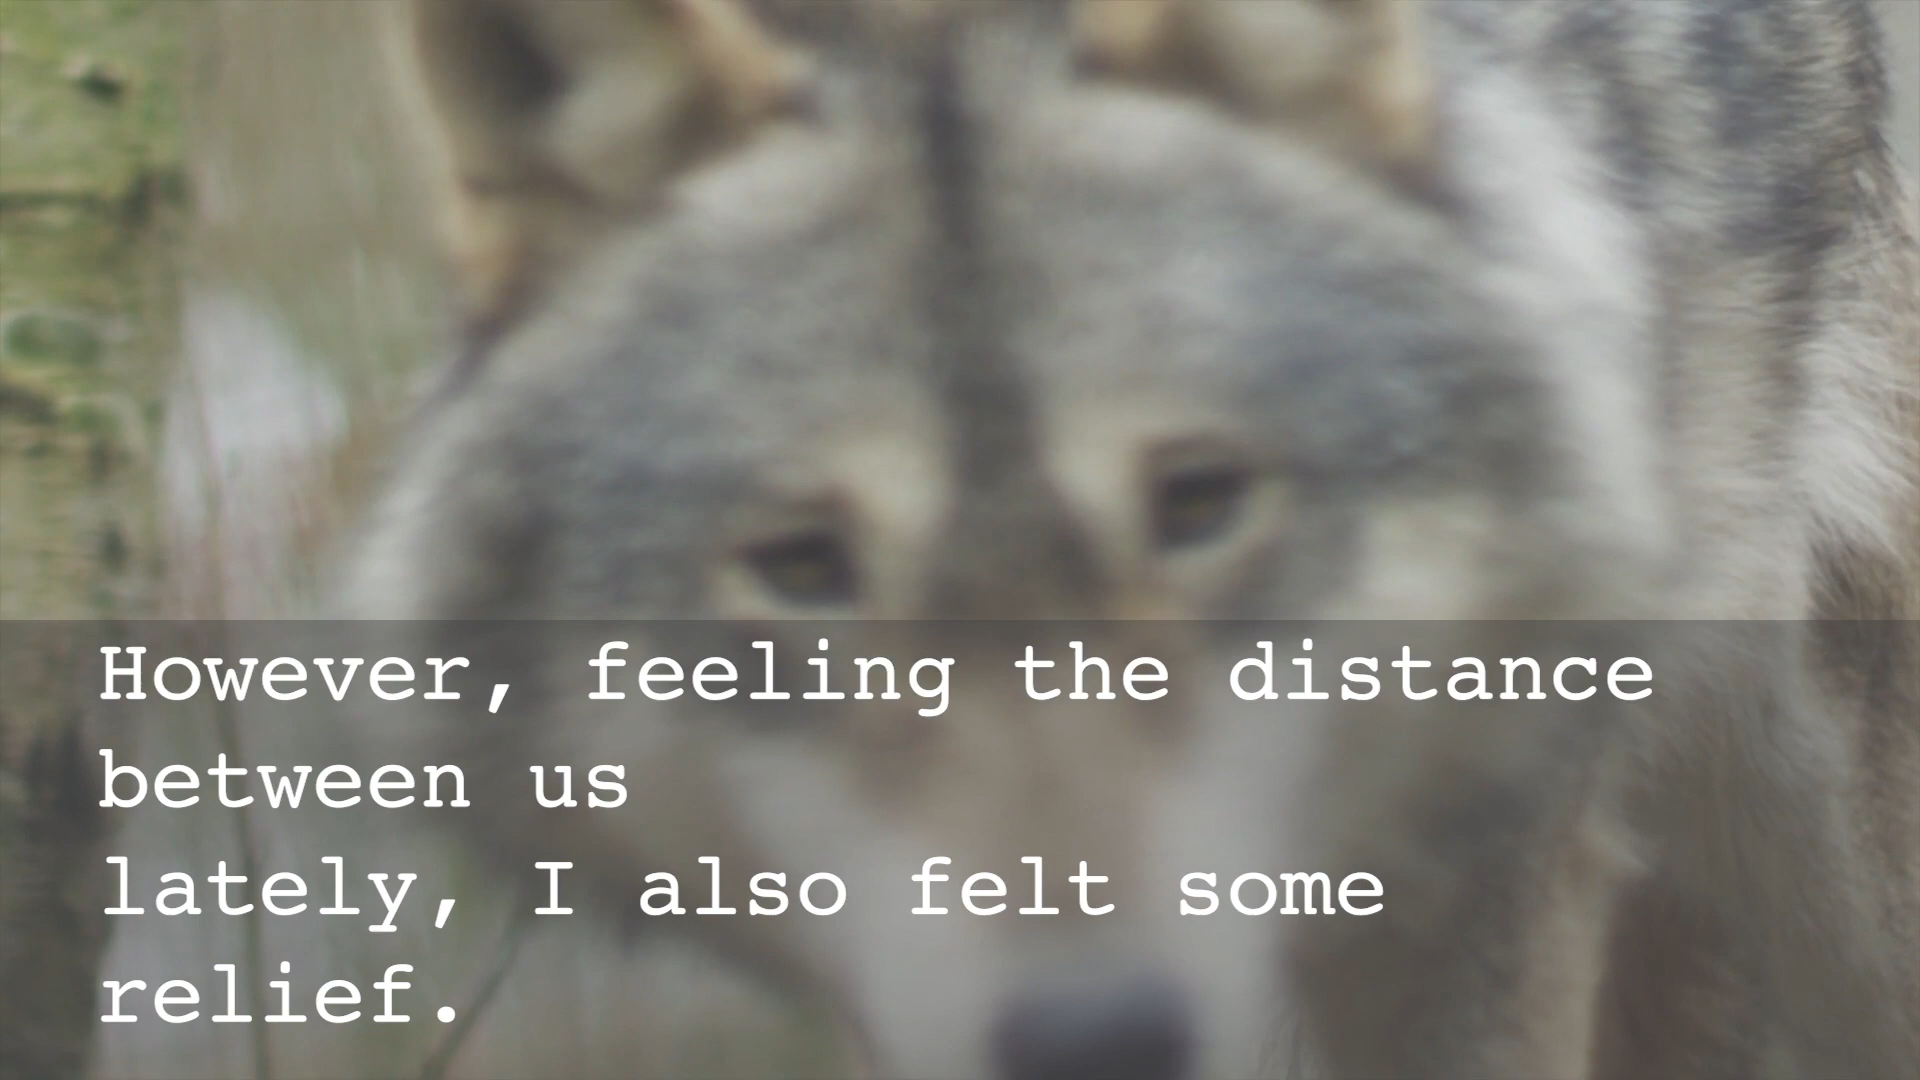 However, feeling the distance
between us
lately, I also felt some
relief.